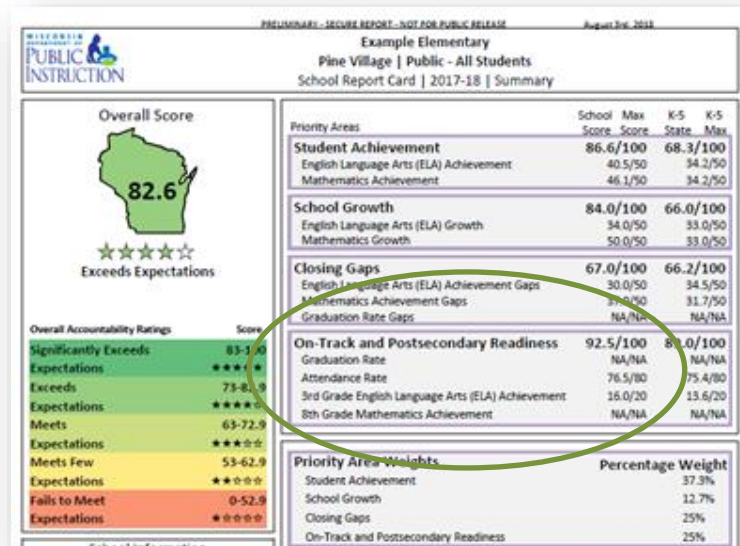 PRELIMINARY - SECURE REPORT - NOT FOR PUBLIC RELEASE August 3rd, 2018
WISCONSIN
DEPARTMENT OF
PUBLIC
INSTRUCTION
Example Elementary
Pine Village | Public - All Students
School Report Card | 2017-18 | Summary
Overall Score
82.6
Exceeds Expectations
Overall Accountability Ratings Score
Significantly Exceeds 83-100
Expectations ★★★★★
Exceeds 73-82.9
Expectations ★★★★☆
Meets 63-72.9
Expectations ★★★☆☆
Meets Few 53-62.9
Expectations ★★☆☆☆
Fails to Meet 0-52.9
Expectations ★☆☆☆☆
School Max K-5 K-5
Priority Areas Score Score State Max
Student Achievement 86.6/100 68.3/100
English Language Arts (ELA) Achievement 40.5/50 34.2/50
Mathematics Achievement 46.1/50 34.2/50
School Growth 84.0/100 66.0/100
English Language Arts (ELA) Growth 34.0/50 33.0/50
Mathematics Growth 50.0/50 33.0/50
Closing Gaps 67.0/100 66.2/100
English Language Arts (ELA) Achievement Gaps 30.0/50 34.5/50
Mathematics Achievement Gaps 31.7/50
Graduation Rate Gaps NA/NA NA/NA
On-Track and Postsecondary Readiness 92.5/100
Graduation Rate NA/NA NA/NA
Attendance Rate 76.5/80 75.4/80
3rd Grade English Language Arts (ELA) Achievement 16.0/20 13.6/20
8th Grade Mathematics Achievement NA/NA NA/NA
Priority Area Weights Percentage Weight
Student Achievement 37.3%
School Growth 12.7%
Closing Gaps 25%
On-Track and Postsecondary Readiness 25%
School Information